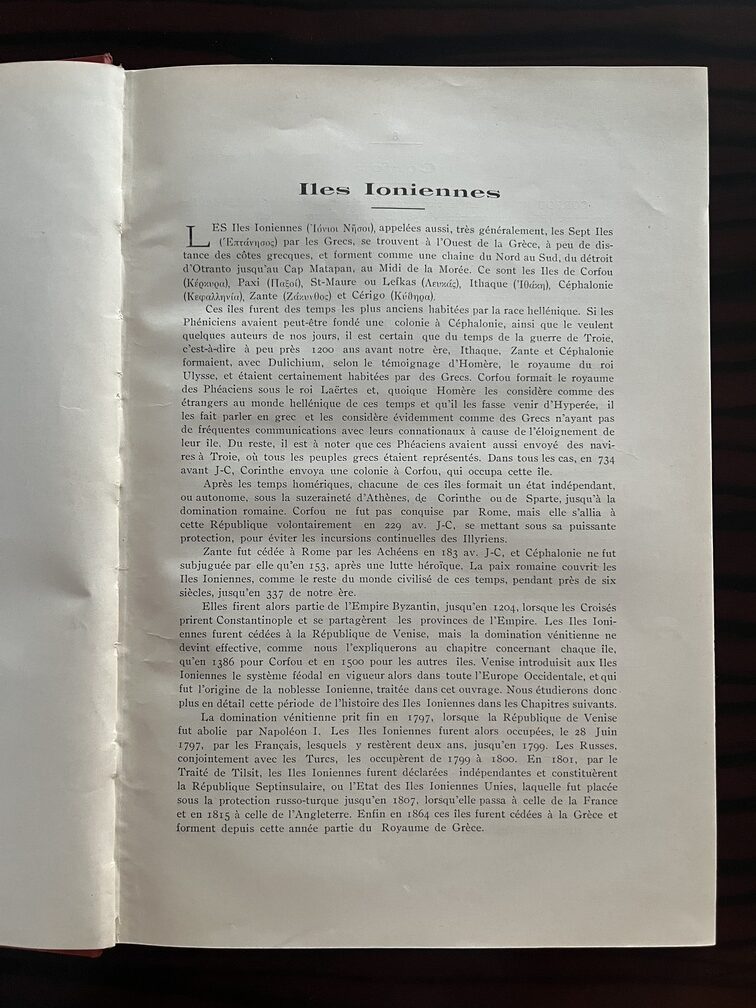 Iles Ioniennes
LES Iles Ioniennes (Ἰόνιοι Νῆσοι), appelées aussi, très généralement, les Sept Iles
(Ἑπτάνησος) par les Grecs, se trouvent à l'Ouest de la Grèce, à peu de dis-
tance des côtes grecques, et forment comme une chaine du Nord au Sud, du détroit
d'Otranto jusqu'au Cap Matapan, au Midi de la Morée. Ce sont les Iles de Corfou
(Κέρκυρα), Paxi (Παξοί), St-Maure ou Lefkas (Λευκάς), Ithaque (Ἰθάκη), Céphalonie
(Κεφαλληνία), Zante (Ζάκυνθος) et Cérigo (Κύθηρα).
Ces îles furent des temps les plus anciens habitées par la race hellénique. Si les
Phéniciens avaient peut-être fondé une colonie à Céphalonie, ainsi que le veulent
quelques auteurs de nos jours, il est certain que du temps de la guerre de Troie,
c'est-à-dire à peu près 1200 ans avant notre ère, Ithaque, Zante et Céphalonie
formaient, avec Dulichium, selon le témoignage d'Homère, le royaume du roi
Ulysse, et étaient certainement habitées par des Grecs. Corfou formait le royaume
des Phéaciens sous le roi Laërtes et, quoique Homère les considère comme des
étrangers au monde hellénique de ces temps et qu'il les fasse venir d'Hyperée, il
les fait parler en grec et les considère évidemment comme des Grecs n'ayant pas
de fréquentes communications avec leurs connationaux à cause de l'éloignement de
leur ile. Du reste, il est à noter que ces Phéaciens avaient aussi envoyé des navi-
res à Troie, où tous les peuples grecs étaient représentés. Dans tous les cas, en 734
avant J-C, Corinthe envoya une colonie à Corfou, qui occupa cette île.
Après les temps homériques, chacune de ces îles formait un état indépendant,
ou autonome, sous la suzeraineté d'Athènes, de Corinthe ou de Sparte, jusqu'à la
domination romaine. Corfou ne fut pas conquise par Rome, mais elle s'allia à
cette République volontairement en 229 av. J-C, se mettant sous sa puissante
protection, pour éviter les incursions continuelles des Illyriens.
Zante fut cédée à Rome par les Achéens en 183 av. J-C, et Céphalonie ne fut
subjuguée par elle qu'en 153, après une lutte héroïque. La paix romaine couvrit les
Iles Ioniennes, comme le reste du monde civilisé de ces temps, pendant près de six
siècles, jusqu'en 337 de notre ère.
Elles firent alors partie de l'Empire Byzantin, jusqu'en 1204, lorsque les Croisés
prirent Constantinople et se partagèrent les provinces de l'Empire. Les Iles Ioni-
ennes furent cédées à la République de Venise, mais la domination vénitienne ne
devint effective, comme nous l'expliquerons au chapitre concernant chaque ile,
qu'en 1386 pour Corfou et en 1500 pour les autres îles. Venise introduisit aux Iles
Ioniennes le système féodal en vigueur alors dans toute l'Europe Occidentale, et qui
fut l'origine de la noblesse Ionienne, traitée dans cet ouvrage. Nous étudierons donc
plus en détail cette période de l'histoire des Iles Ioniennes dans les Chapitres suivants.
La domination vénitienne prit fin en 1797, lorsque la République de Venise
fut abolie par Napoléon I. Les Iles Ioniennes furent alors occupées, le 28 Juin
1797, par les Français, lesquels y restèrent deux ans, jusqu'en 1799. Les Russes,
conjointement avec les Turcs, les occupèrent de 1799 à 1800. En 1801, par le
Traité de Tilsit, les Iles Ioniennes furent déclarées indépendantes et constituèrent
la République Septinsulaire, ou l'Etat des Iles Ioniennes Unies, laquelle fut placée
sous la protection russo-turque jusqu'en 1807, lorsqu'elle passa à celle de la France
et en 1815 à celle de l'Angleterre. Enfin en 1864 ces îles furent cédées à la Grèce et
forment depuis cette année partie du Royaume de Grèce.